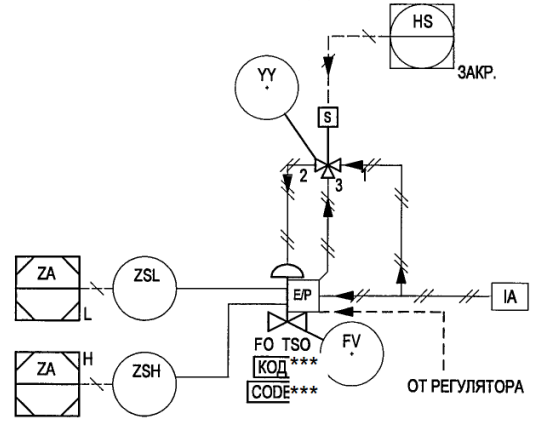 HS
YY
ЗАКР.
S
2
3
1
ZA
ZSL
L
E/P
IA
FO TSO
FV
H
ZA
ZSH
КОД***
CODE***
ОТ РЕГУЛЯТОРА